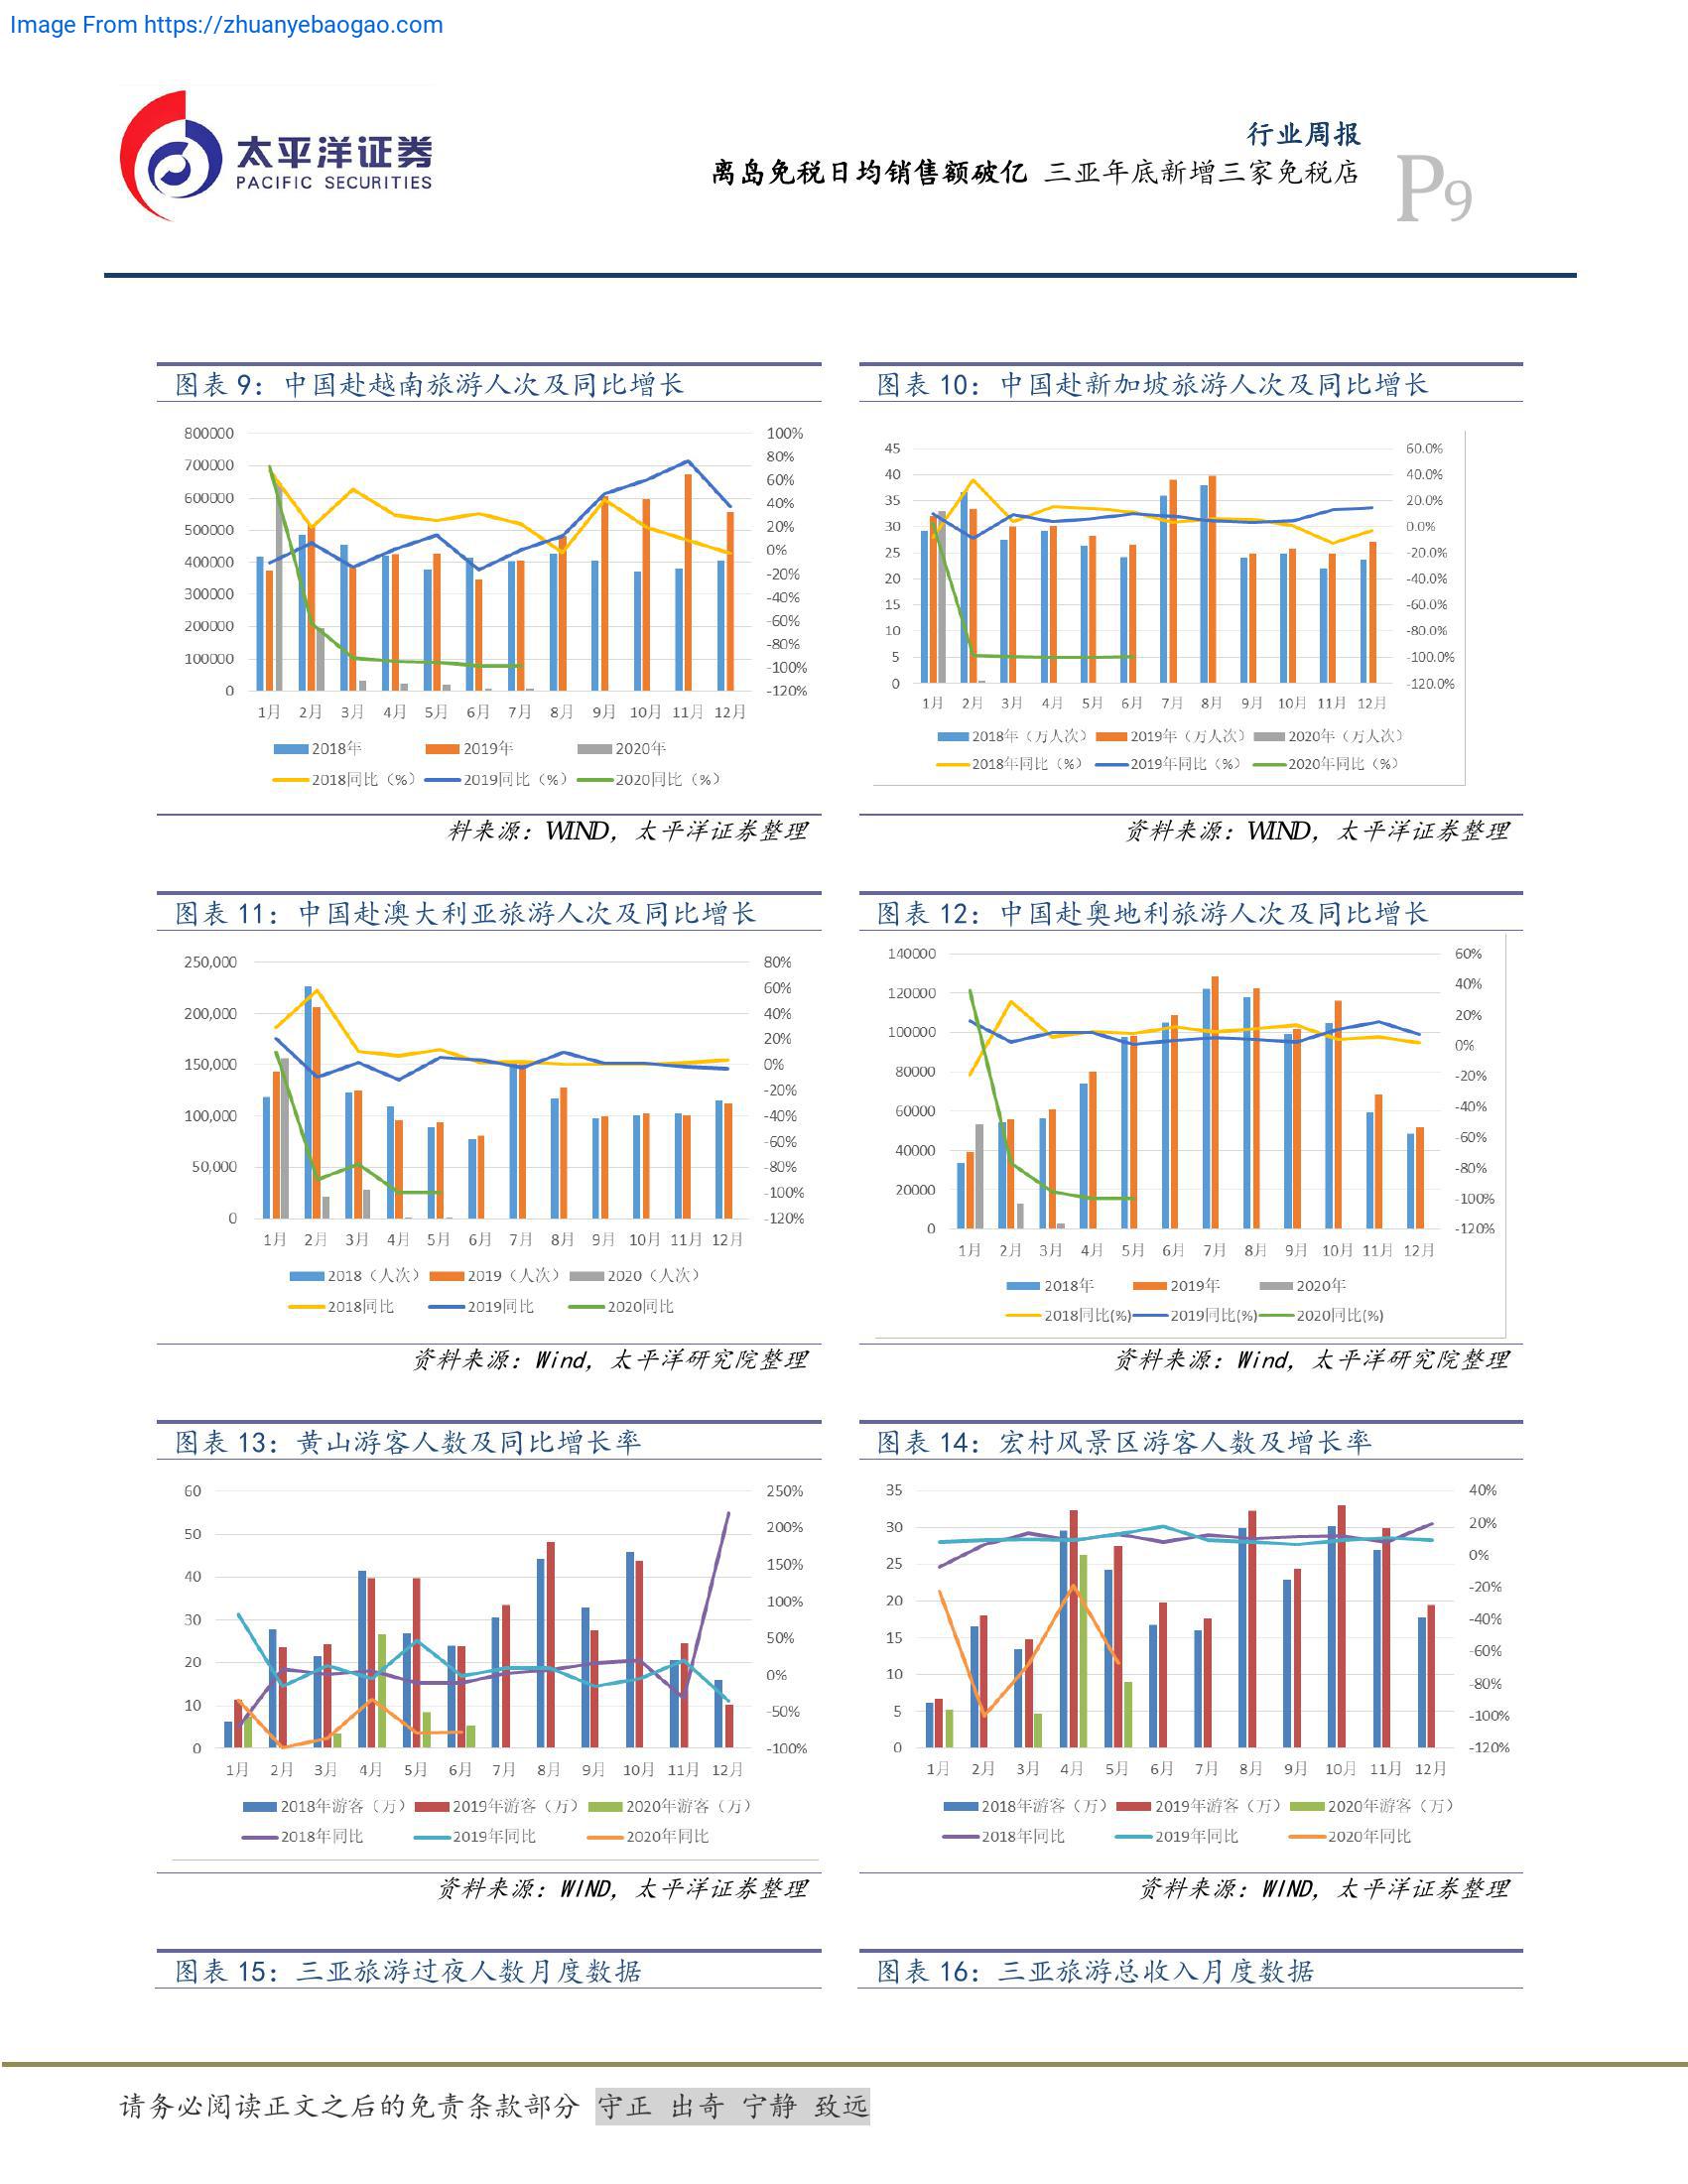 Image From https://zhuanyebaogao.com
太平洋证券
PACIFIC SECURITIES
行业周报
离岛免税日均销售额破亿 三亚年底新增三家免税店
P9
图表 9：中国赴越南旅游人次及同比增长
800000
700000
600000
500000
400000
300000
200000
100000
0
100%
80%
60%
40%
20%
0%
-20%
-40%
-60%
-80%
-100%
-120%
1月 2月 3月 4月 5月 6月 7月 8月 9月 10月 11月 12月
2018年 2019年 2020年
2018同比（%） 2019同比（%） 2020同比（%）
料来源：WIND，太平洋证券整理
图表 10：中国赴新加坡旅游人次及同比增长
45
40
35
30
25
20
15
10
5
0
60.0%
40.0%
20.0%
0.0%
-20.0%
-40.0%
-60.0%
-80.0%
-100.0%
-120.0%
1月 2月 3月 4月 5月 6月 7月 8月 9月 10月 11月 12月
2018年（万人次） 2019年（万人次） 2020年（万人次）
2018年同比（%） 2019年同比（%） 2020年同比（%）
资料来源：WIND，太平洋证券整理
图表 11：中国赴澳大利亚旅游人次及同比增长
250,000
200,000
150,000
100,000
50,000
0
80%
60%
40%
20%
0%
-20%
-40%
-60%
-80%
-100%
-120%
1月 2月 3月 4月 5月 6月 7月 8月 9月 10月 11月 12月
2018（人次） 2019（人次） 2020（人次）
2018同比 2019同比 2020同比
资料来源：Wind，太平洋研究院整理
图表 12：中国赴奥地利旅游人次及同比增长
140000
120000
100000
80000
60000
40000
20000
0
60%
40%
20%
0%
-20%
-40%
-60%
-80%
-100%
-120%
1月 2月 3月 4月 5月 6月 7月 8月 9月 10月 11月 12月
2018年 2019年 2020年
2018同比(%) 2019同比(%) 2020同比(%)
资料来源：Wind，太平洋研究院整理
图表 13：黄山游客人数及同比增长率
60
50
40
30
20
10
0
250%
200%
150%
100%
50%
0%
-50%
-100%
1月 2月 3月 4月 5月 6月 7月 8月 9月 10月 11月 12月
2018年游客（万） 2019年游客（万） 2020年游客（万）
2018年同比 2019年同比 2020年同比
资料来源：WIND，太平洋证券整理
图表 14：宏村风景区游客人数及增长率
35
30
25
20
15
10
5
0
40%
20%
0%
-20%
-40%
-60%
-80%
-100%
-120%
1月 2月 3月 4月 5月 6月 7月 8月 9月 10月 11月 12月
2018年游客（万） 2019年游客（万） 2020年游客（万）
2018年同比 2019年同比 2020年同比
资料来源：WIND，太平洋证券整理
图表 15：三亚旅游过夜人数月度数据
图表 16：三亚旅游总收入月度数据
请务必阅读正文之后的免责条款部分 守正 出奇 宁静 致远